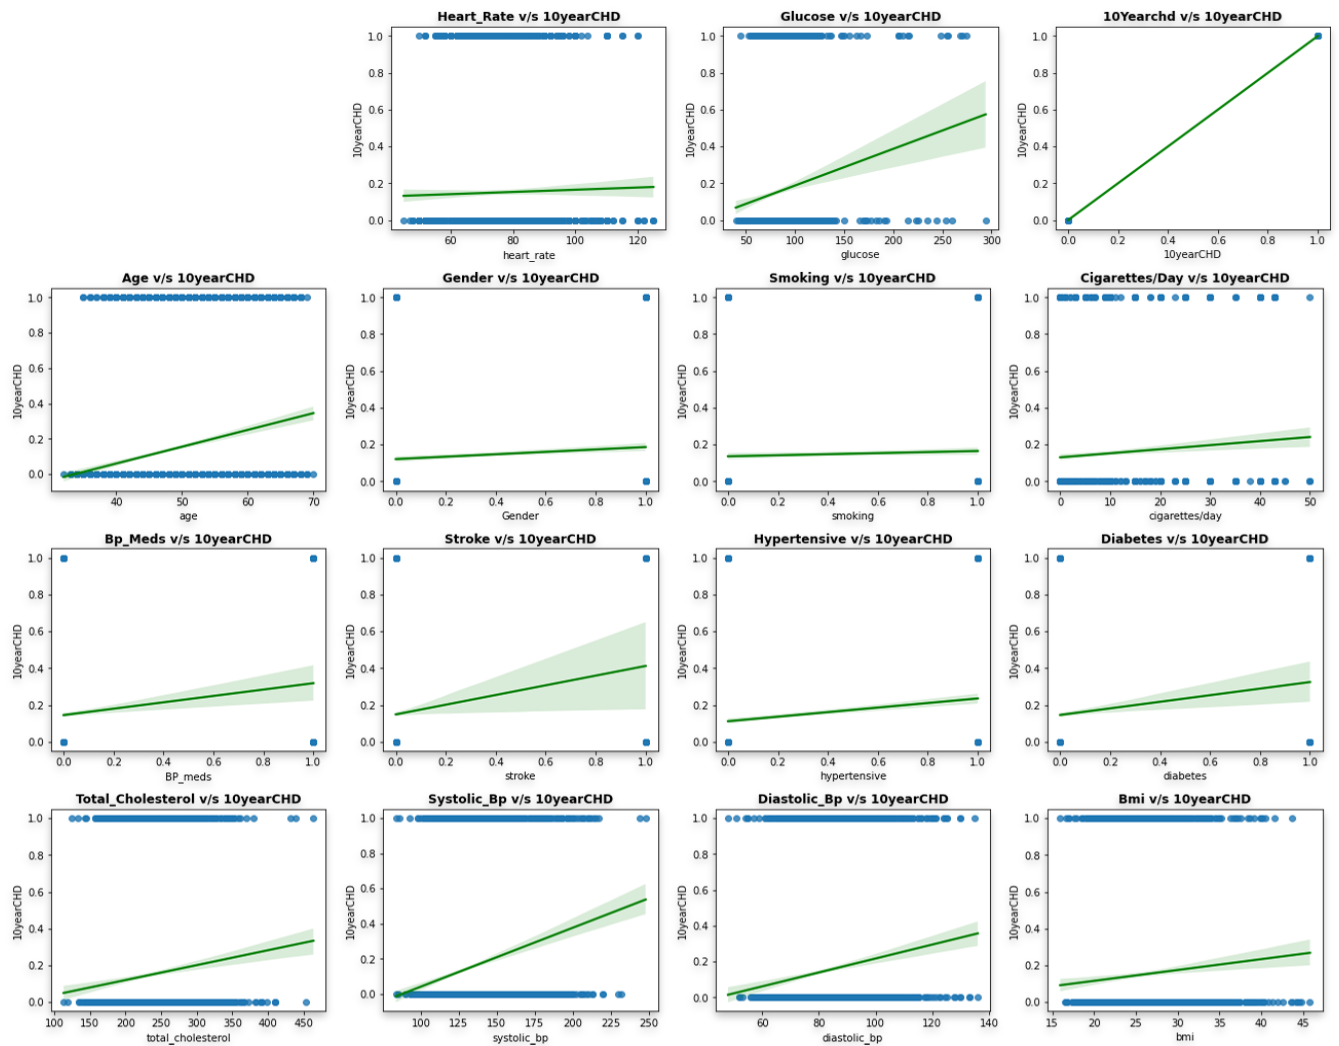 Heart_Rate v/s 10yearCHD
10yearCHD
1.0
0.8
0.6
0.4
0.2
0.0
60 80 100 120
heart_rate
Glucose v/s 10yearCHD
10yearCHD
1.0
0.8
0.6
0.4
0.2
0.0
50 100 150 200 250 300
glucose
10Yearchd v/s 10yearCHD
10yearCHD
1.0
0.8
0.6
0.4
0.2
0.0
0.0 0.2 0.4 0.6 0.8 1.0
10yearCHD
Age v/s 10yearCHD
10yearCHD
1.0
0.8
0.6
0.4
0.2
0.0
40 50 60 70
age
Gender v/s 10yearCHD
10yearCHD
1.0
0.8
0.6
0.4
0.2
0.0
0.0 0.2 0.4 0.6 0.8 1.0
Gender
Smoking v/s 10yearCHD
10yearCHD
1.0
0.8
0.6
0.4
0.2
0.0
0.0 0.2 0.4 0.6 0.8 1.0
smoking
Cigarettes/Day v/s 10yearCHD
10yearCHD
1.0
0.8
0.6
0.4
0.2
0.0
0 10 20 30 40 50
cigarettes/day
Bp_Meds v/s 10yearCHD
10yearCHD
1.0
0.8
0.6
0.4
0.2
0.0
0.0 0.2 0.4 0.6 0.8 1.0
BP_meds
Stroke v/s 10yearCHD
10yearCHD
1.0
0.8
0.6
0.4
0.2
0.0
0.0 0.2 0.4 0.6 0.8 1.0
stroke
Hypertensive v/s 10yearCHD
10yearCHD
1.0
0.8
0.6
0.4
0.2
0.0
0.0 0.2 0.4 0.6 0.8 1.0
hypertensive
Diabetes v/s 10yearCHD
10yearCHD
1.0
0.8
0.6
0.4
0.2
0.0
0.0 0.2 0.4 0.6 0.8 1.0
diabetes
Total_Cholesterol v/s 10yearCHD
10yearCHD
1.0
0.8
0.6
0.4
0.2
0.0
100 150 200 250 300 350 400 450
total_cholesterol
Systolic_Bp v/s 10yearCHD
10yearCHD
1.0
0.8
0.6
0.4
0.2
0.0
100 125 150 175 200 225 250
systolic_bp
Diastolic_Bp v/s 10yearCHD
10yearCHD
1.0
0.8
0.6
0.4
0.2
0.0
60 80 100 120 140
diastolic_bp
Bmi v/s 10yearCHD
10yearCHD
1.0
0.8
0.6
0.4
0.2
0.0
15 20 25 30 35 40 45
bmi